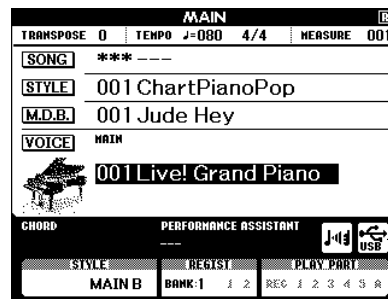 MAIN
TRANSPOSE 0 TEMPO ♩=080 4/4 MEASURE 001
SONG *** ---
STYLE 001 ChartPianoPop
M.D.B. 001 Jude Hey
VOICE MAIN
001 Live! Grand Piano
CHORD PERFORMANCE ASSISTANT
---
USB
STYLE REGIST PLAY PART
MAIN B BANK:1 1 2 REC 1 2 3 4 5 A